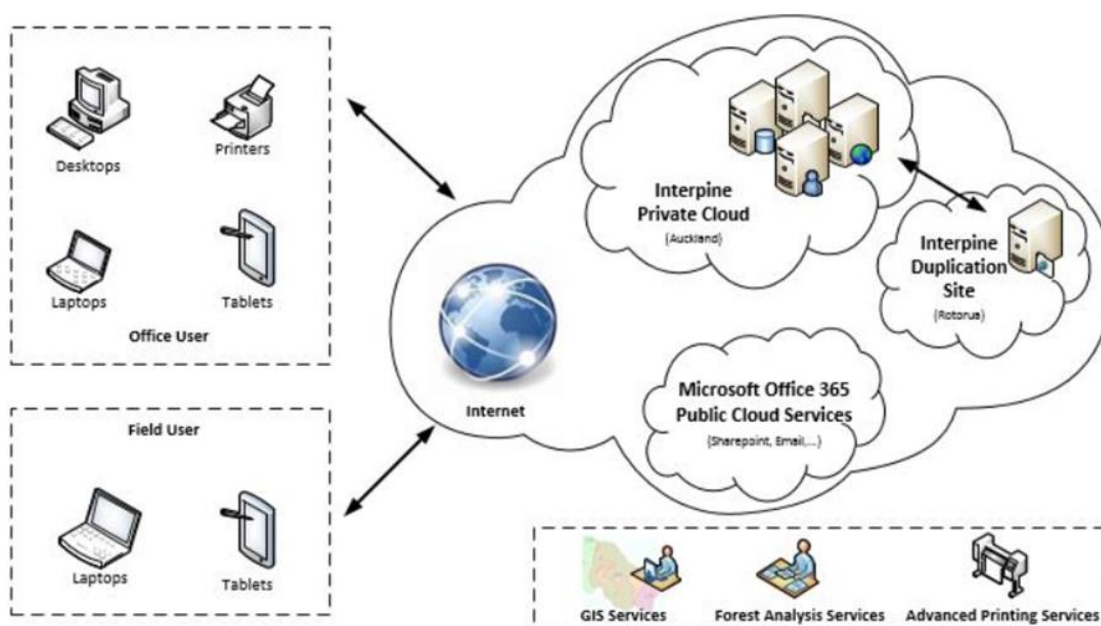 Desktops
Printers
Laptops
Tablets
Office User
Field User
Laptops
Tablets
Internet
Interpine
Private Cloud
(Auckland)
Interpine
Duplication
Site
(Rotorua)
Microsoft Office 365
Public Cloud Services
(Sharepoint, Email,...)
GIS Services
Forest Analysis Services
Advanced Printing Services